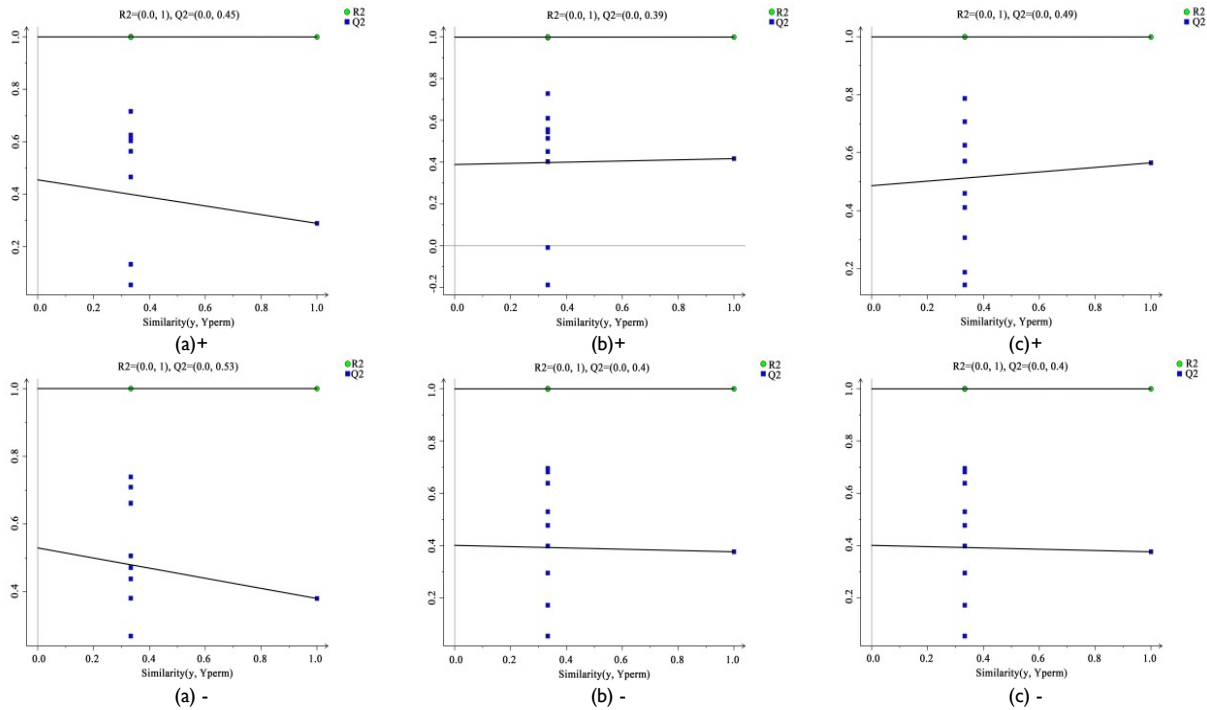 R2=(0.0, 1), Q2=(0.0, 0.45)
R2
Q2
1.0
0.8
0.6
0.4
0.2
0.0 0.2 0.4 0.6 0.8 1.0
Similarity(y, Yperm)
(a)+
R2=(0.0, 1), Q2=(0.0, 0.39)
R2
Q2
1.0
0.8
0.6
0.4
0.2
0.0
-0.2
0.0 0.2 0.4 0.6 0.8 1.0
Similarity(y, Yperm)
(b)+
R2=(0.0, 1), Q2=(0.0, 0.49)
R2
Q2
1.0
0.8
0.6
0.4
0.2
0.0 0.2 0.4 0.6 0.8 1.0
Similarity(y, Yperm)
(c)+
R2=(0.0, 1), Q2=(0.0, 0.53)
R2
Q2
1.0
0.8
0.6
0.4
0.0 0.2 0.4 0.6 0.8 1.0
Similarity(y, Yperm)
(a) -
R2=(0.0, 1), Q2=(0.0, 0.4)
R2
Q2
1.0
0.8
0.6
0.4
0.2
0.0 0.2 0.4 0.6 0.8 1.0
Similarity(y, Yperm)
(b) -
R2=(0.0, 1), Q2=(0.0, 0.4)
R2
Q2
1.0
0.8
0.6
0.4
0.2
0.0 0.2 0.4 0.6 0.8 1.0
Similarity(y, Yperm)
(c) -